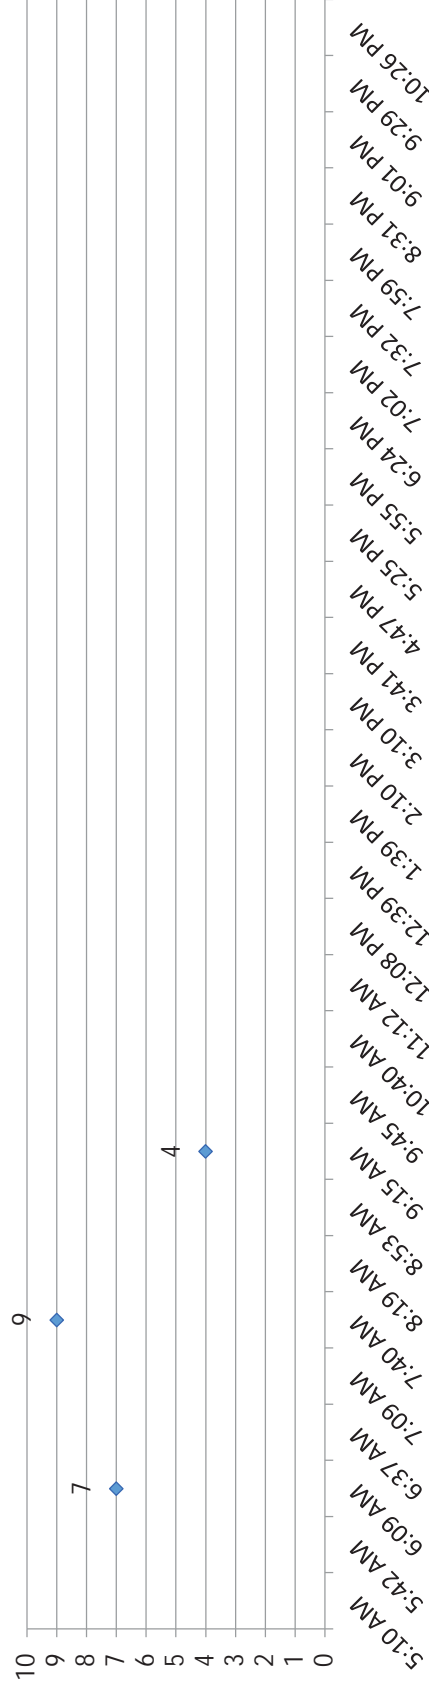 10
9
8
7
6
5
4
3
2
1
0
7
9
4
5:10 AM
5:42 AM
6:09 AM
6:37 AM
7:09 AM
7:40 AM
8:19 AM
8:53 AM
9:15 AM
9:45 AM
10:40 AM
11:12 AM
12:08 PM
12:39 PM
1:39 PM
2:10 PM
3:10 PM
3:41 PM
4:47 PM
5:25 PM
5:55 PM
6:24 PM
7:02 PM
7:32 PM
7:59 PM
8:31 PM
9:01 PM
9:29 PM
10:26 PM